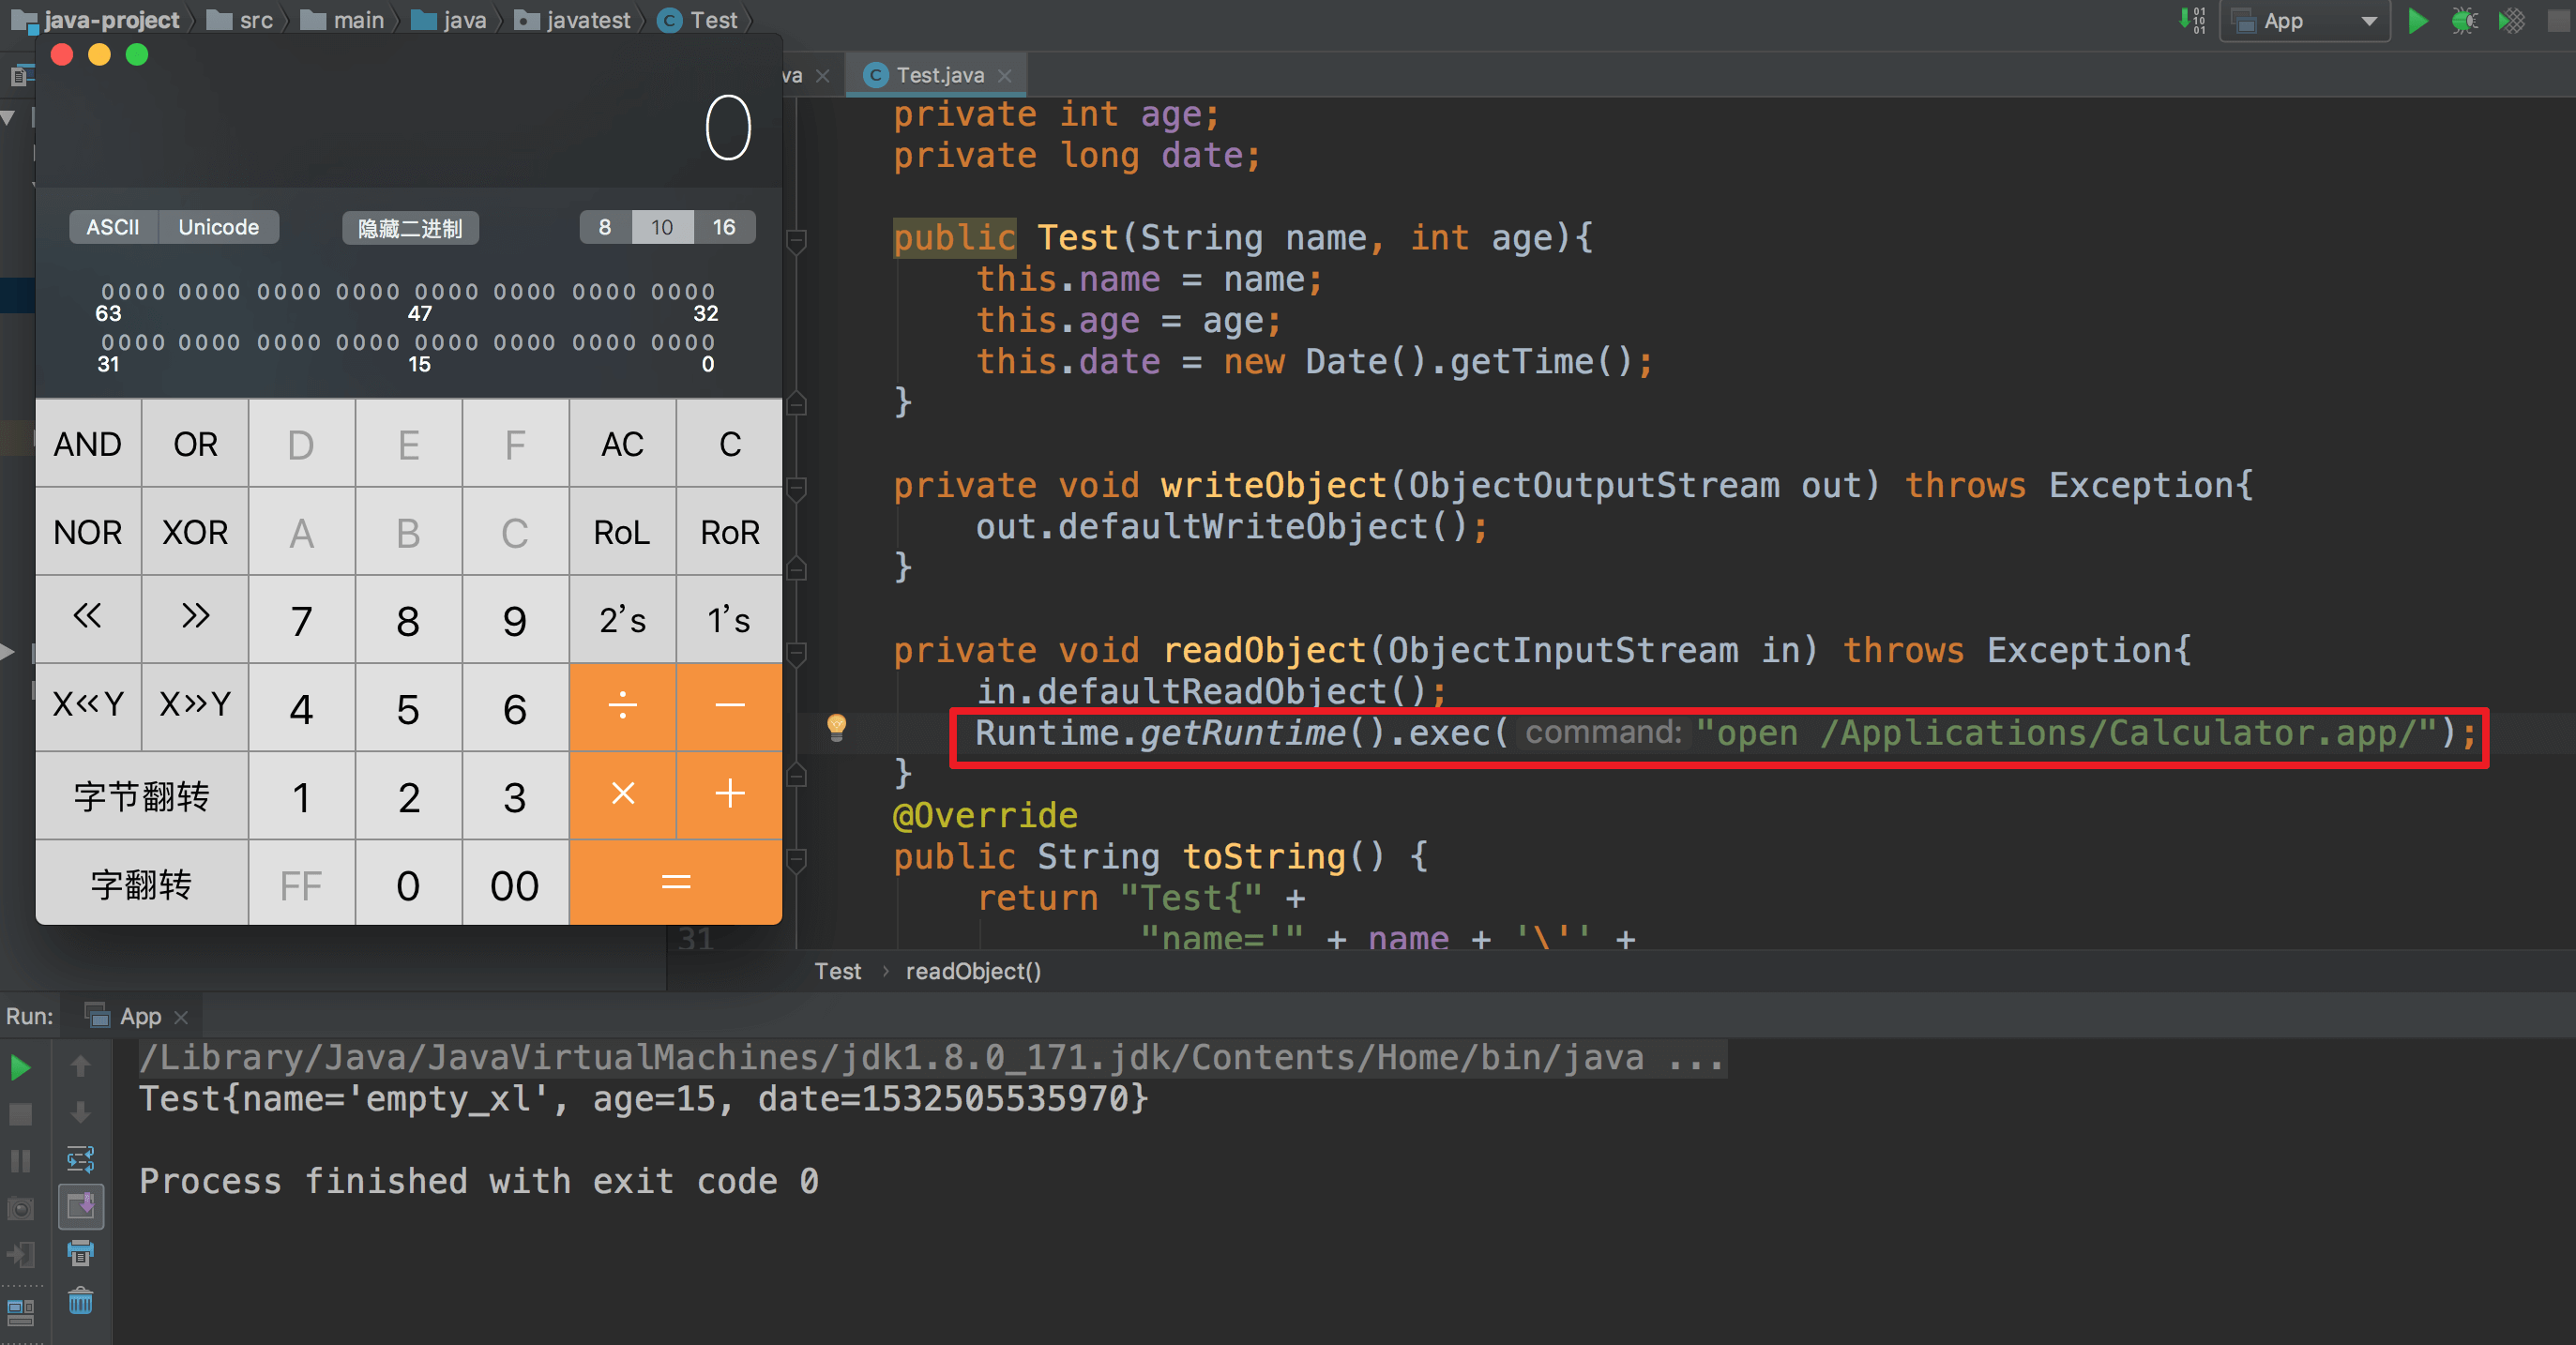 java-project src main java javatest Test
App
va
Test.java
0
ASCII Unicode 隐藏二进制 8 10 16
0000 0000 0000 0000 0000 0000 0000 0000
63 47 32
0000 0000 0000 0000 0000 0000 0000 0000
31 15 0
AND OR D E F AC C
NOR XOR A B C RoL RoR
« » 7 8 9 2's 1's
X«Y X»Y 4 5 6 ÷ −
字节翻转 1 2 3 × +
字翻转 FF 0 00 =
private int age;
private long date;
public Test(String name, int age){
this.name = name;
this.age = age;
this.date = new Date().getTime();
}
private void writeObject(ObjectOutputStream out) throws Exception{
out.defaultWriteObject();
}
private void readObject(ObjectInputStream in) throws Exception{
in.defaultReadObject();
Runtime.getRuntime().exec( command: "open /Applications/Calculator.app/");
}
@Override
public String toString() {
return "Test{" +
31 "name='" + name + '\'' +
Test › readObject()
Run: App
/Library/Java/JavaVirtualMachines/jdk1.8.0_171.jdk/Contents/Home/bin/java ...
Test{name='empty_xl', age=15, date=1532505535970}
Process finished with exit code 0